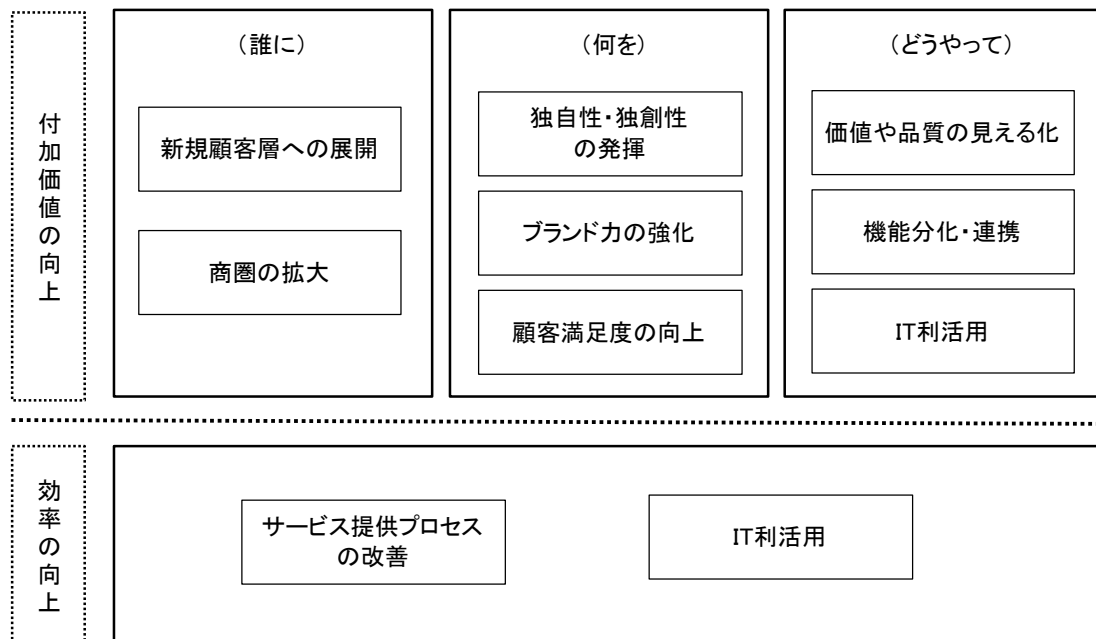 付加価値の向上
（誰に）
新規顧客層への展開
商圏の拡大
（何を）
独自性・独創性
の発揮
ブランド力の強化
顧客満足度の向上
（どうやって）
価値や品質の見える化
機能分化・連携
IT利活用
効率の向上
サービス提供プロセス
の改善
IT利活用